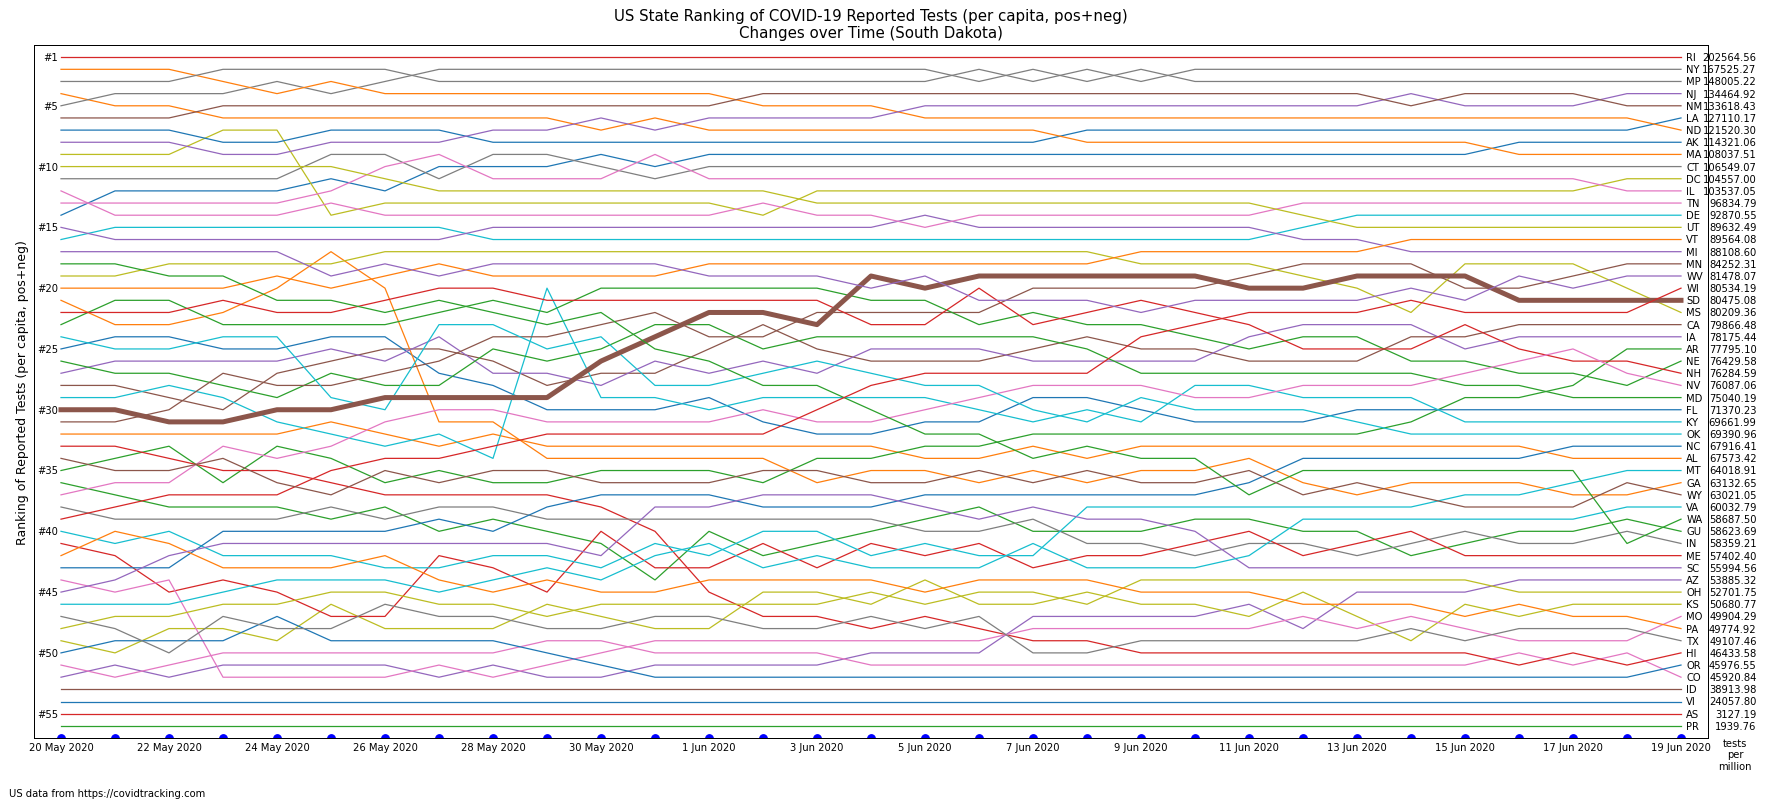 US State Ranking of COVID-19 Reported Tests (per capita, pos+neg)
Changes over Time (South Dakota)
Ranking of Reported Tests (per capita, pos+neg)
#1
#5
#10
#15
#20
#25
#30
#35
#40
#45
#50
#55
RI 202564.56
NY 167525.27
MP 148005.22
NJ 134464.92
NM 133618.43
LA 127110.17
ND 121520.30
AK 114321.06
MA 108037.51
CT 106549.07
DC 104557.00
IL 103537.05
TN 96834.79
DE 92870.55
UT 89632.49
VT 89564.08
MI 88108.60
MN 84252.31
WV 81478.07
WI 80534.19
SD 80475.08
MS 80209.36
CA 79866.48
IA 78175.44
AR 77795.10
NE 76429.58
NH 76284.59
NV 76087.06
MD 75040.19
FL 71370.23
KY 69661.99
OK 69390.96
NC 67916.41
AL 67573.42
MT 64018.91
GA 63132.65
WY 63021.05
VA 60032.79
WA 58687.50
GU 58623.69
IN 58359.21
ME 57402.40
SC 55994.56
AZ 53885.32
OH 52701.75
KS 50680.77
MO 49904.29
PA 49774.92
TX 49107.46
HI 46433.58
OR 45976.55
CO 45920.84
ID 38913.98
VI 24057.80
AS 3127.19
PR 1939.76
20 May 2020
22 May 2020
24 May 2020
26 May 2020
28 May 2020
30 May 2020
1 Jun 2020
3 Jun 2020
5 Jun 2020
7 Jun 2020
9 Jun 2020
11 Jun 2020
13 Jun 2020
15 Jun 2020
17 Jun 2020
19 Jun 2020
tests
per
million
US data from https://covidtracking.com